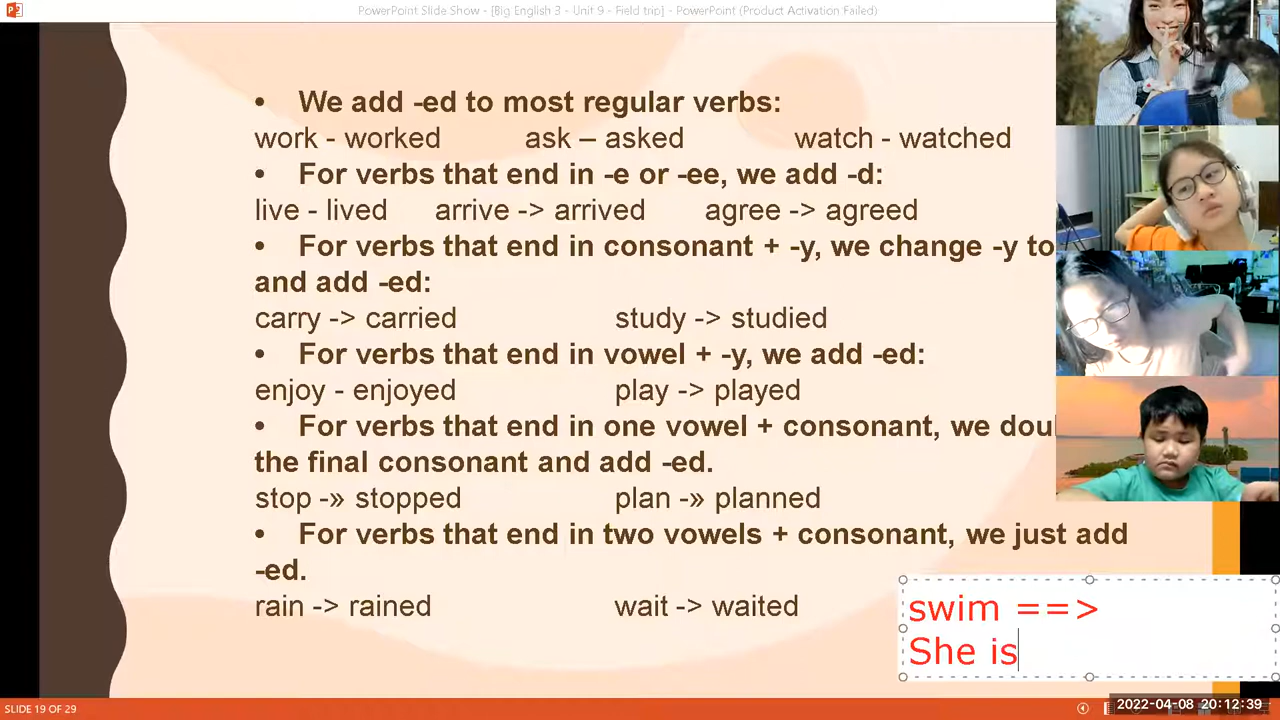 PowerPoint Slide Show - [Big English 3 - Unit 9 - Field trip] - PowerPoint (Product Activation Failed)
• We add -ed to most regular verbs:
work - worked ask – asked watch - watched
• For verbs that end in -e or -ee, we add -d:
live - lived arrive -> arrived agree -> agreed
• For verbs that end in consonant + -y, we change -y to
and add -ed:
carry -> carried study -> studied
• For verbs that end in vowel + -y, we add -ed:
enjoy - enjoyed play -> played
• For verbs that end in one vowel + consonant, we doul
the final consonant and add -ed.
stop -» stopped plan -» planned
• For verbs that end in two vowels + consonant, we just add
-ed.
rain -> rained wait -> waited
swim ==>
She is
SLIDE 19 OF 29
2022-04-08 20:12:39